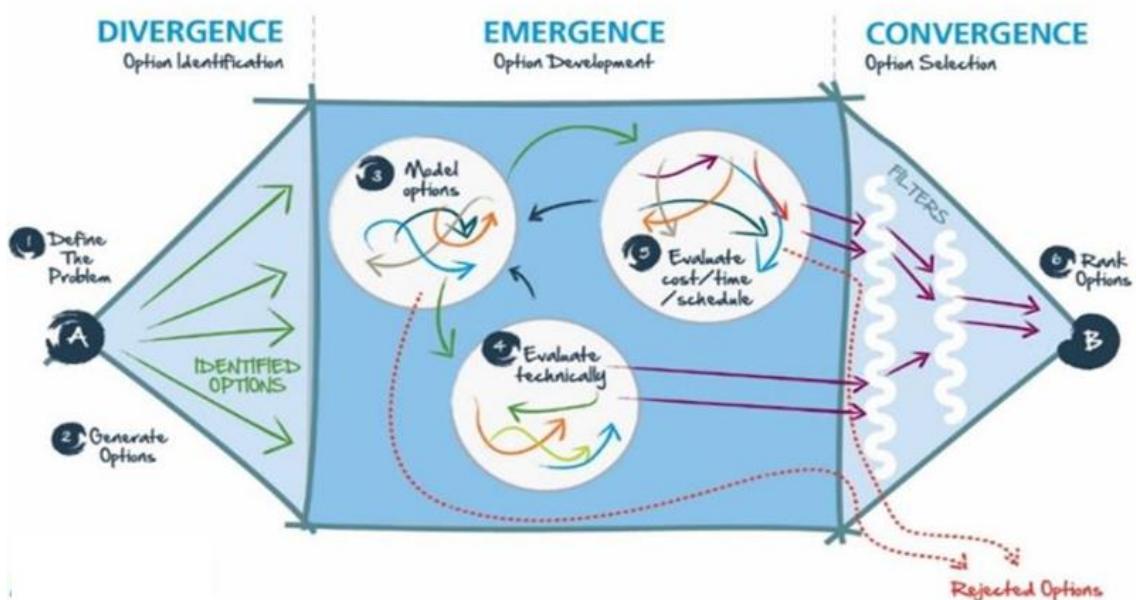 DIVERGENCE
Option Identification
EMERGENCE
Option Development
CONVERGENCE
Option Selection
1 Define
The
Problem
A
2 Generate
Options
IDENTIFIED
OPTIONS
3 Model
options
4 Evaluate
technically
5 Evaluate
cost/time
/schedule
FILTERS
6 Rank
Options
B
Rejected Options